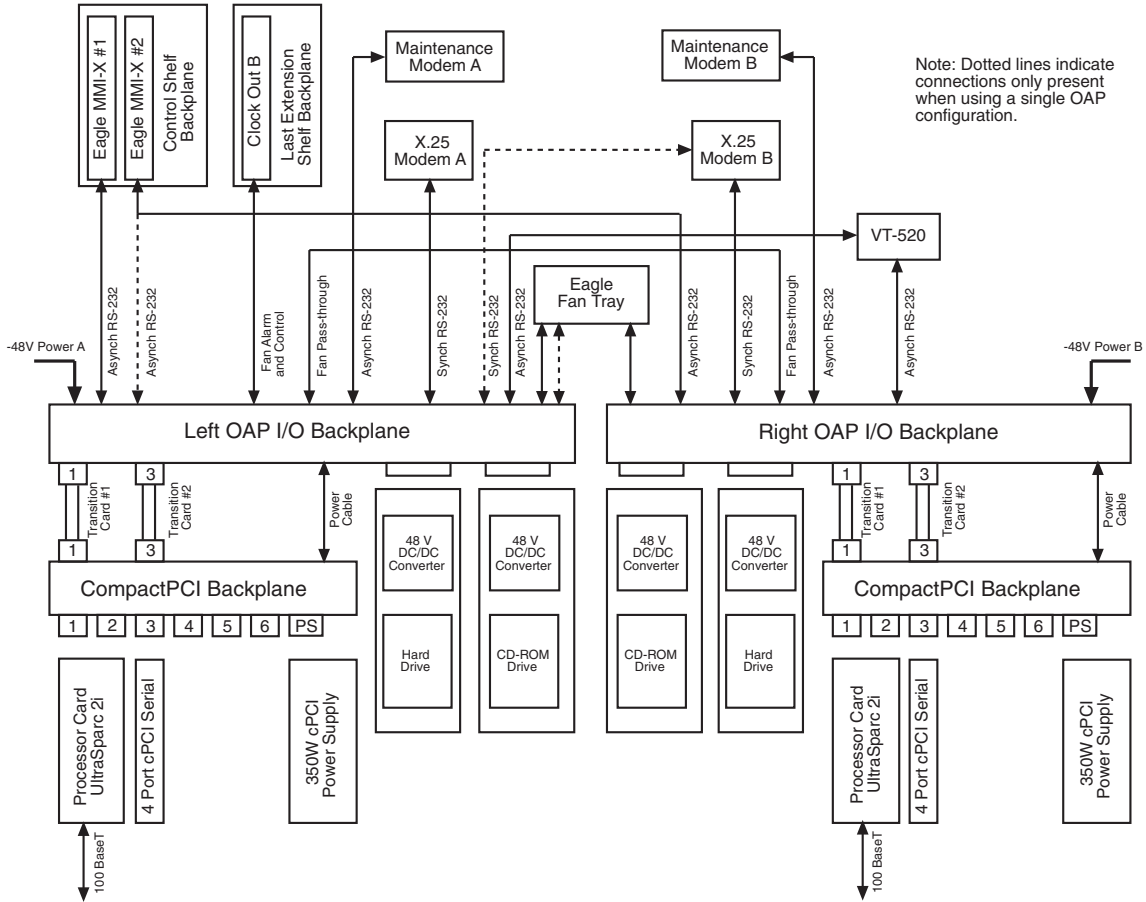 Eagle MMI-X #1
Eagle MMI-X #2
Control Shelf
Backplane
Clock Out B
Last Extension
Shelf Backplane
Maintenance
Modem A
Maintenance
Modem B
Note: Dotted lines indicate
connections only present
when using a single OAP
configuration.
X.25
Modem A
X.25
Modem B
VT-520
Eagle
Fan Tray
-48V Power A
Asynch RS-232
Asynch RS-232
Fan Alarm
and Control
Fan Pass-through
Asynch RS-232
Synch RS-232
Synch RS-232
Asynch RS-232
Asynch RS-232
Synch RS-232
Fan Pass-through
Asynch RS-232
Asynch RS-232
-48V Power B
Left OAP I/O Backplane
Right OAP I/O Backplane
1
3
Transition
Card #1
Transition
Card #2
Power
Cable
1
3
1
3
Transition
Card #1
Transition
Card #2
Power
Cable
1
3
48 V
DC/DC
Converter
48 V
DC/DC
Converter
48 V
DC/DC
Converter
48 V
DC/DC
Converter
CompactPCI Backplane
CompactPCI Backplane
1 2 3 4 5 6 PS
1 2 3 4 5 6 PS
Hard
Drive
CD-ROM
Drive
CD-ROM
Drive
Hard
Drive
Processor Card
UltraSparc 2i
4 Port cPCI Serial
350W cPCI
Power Supply
Processor Card
UltraSparc 2i
4 Port cPCI Serial
350W cPCI
Power Supply
100 BaseT
100 BaseT